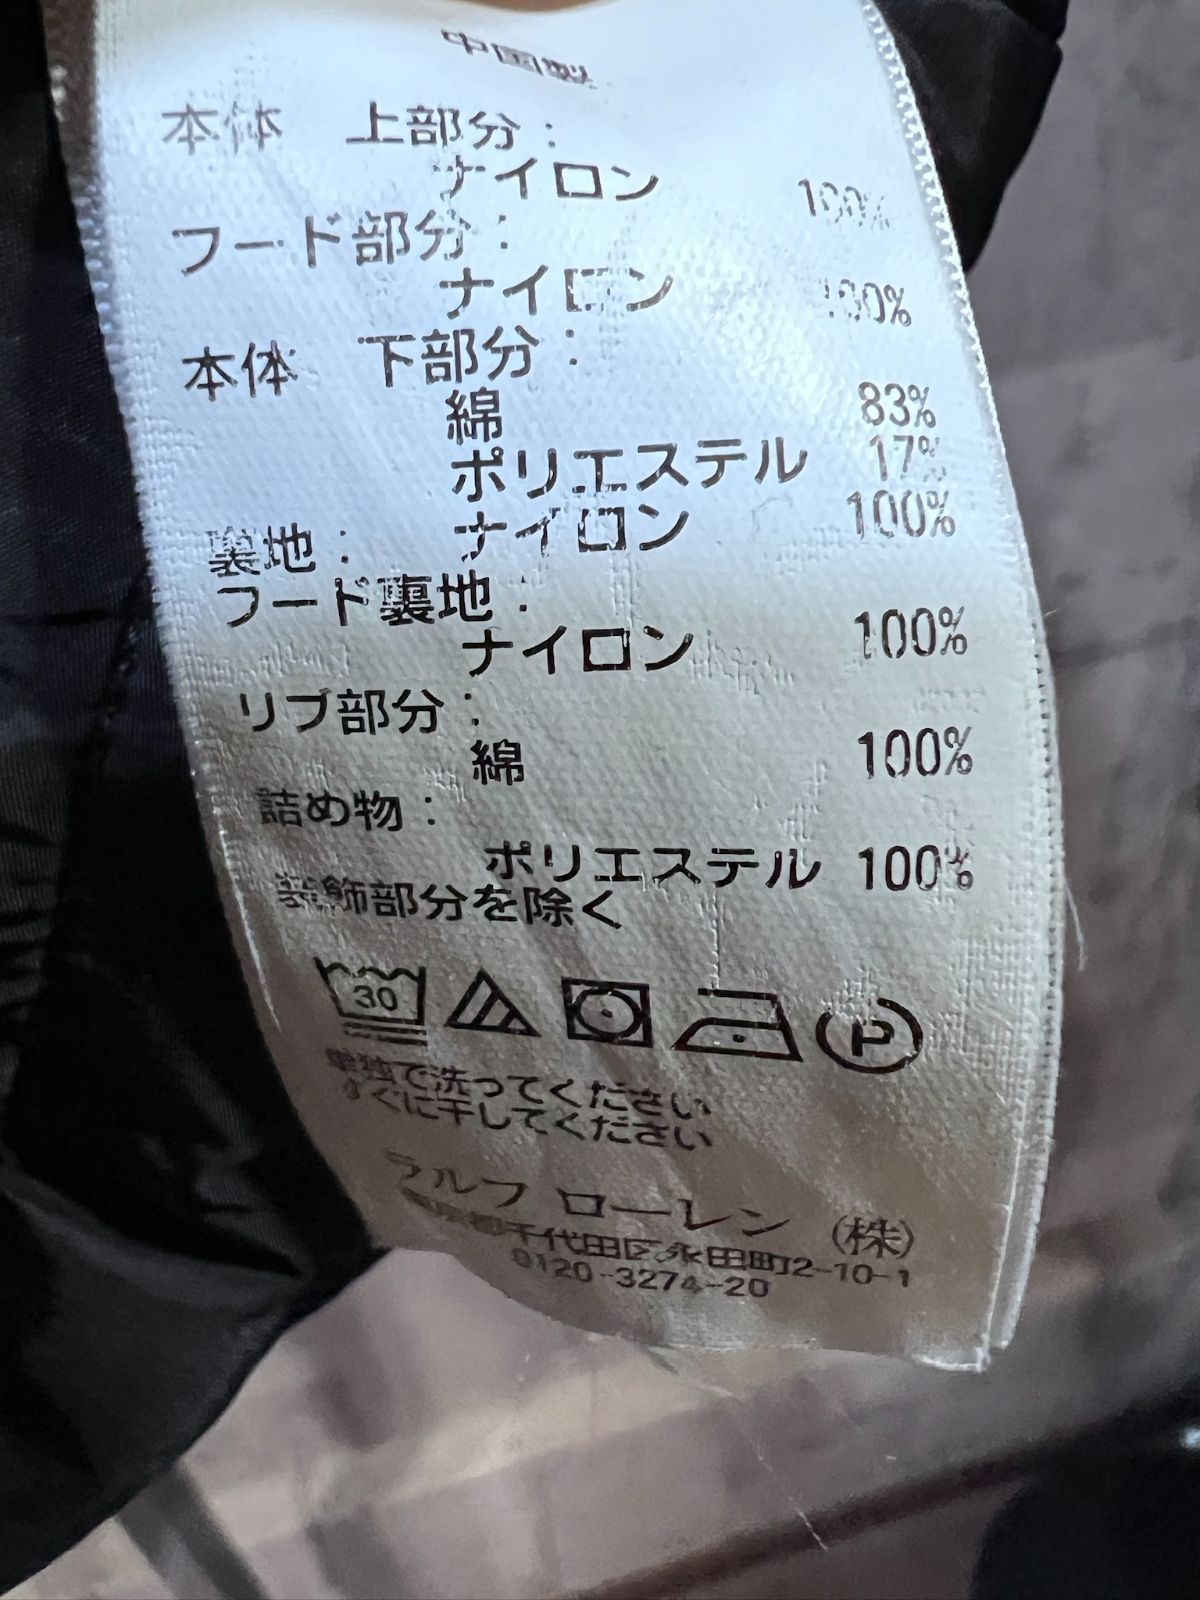 中国製
本体 上部分：
ナイロン 100%
フード部分：
ナイロン 100%
本体 下部分：
綿 83%
ポリエステル 17%
裏地： ナイロン 100%
フード裏地：
ナイロン 100%
リブ部分：
綿 100%
詰め物：
ポリエステル 100%
装飾部分を除く
30 P
単独で洗ってください
すぐに干してください
ラルフ ローレン (株)
千代田区永田町2-10-1
0120-3274-20